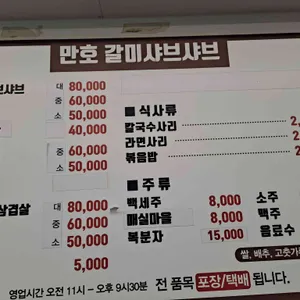 만호 갈미샤브샤브
브샤브
대 80,000
중 60,000
소 50,000
40,000
중 60,000
소 50,000
삼겹살
대 80,000
중 60,000
소 50,000
5,000
■ 식사류
칼국수사리
라면사리
볶음밥
■ 주류
백세주 8,000 소주
매실마을 8,000 맥주
복분자 15,000 음료수
쌀, 배추, 고춧가
영업시간 오전 11시 - 오후 9시30분 전 품목 포장/택배 됩니다.